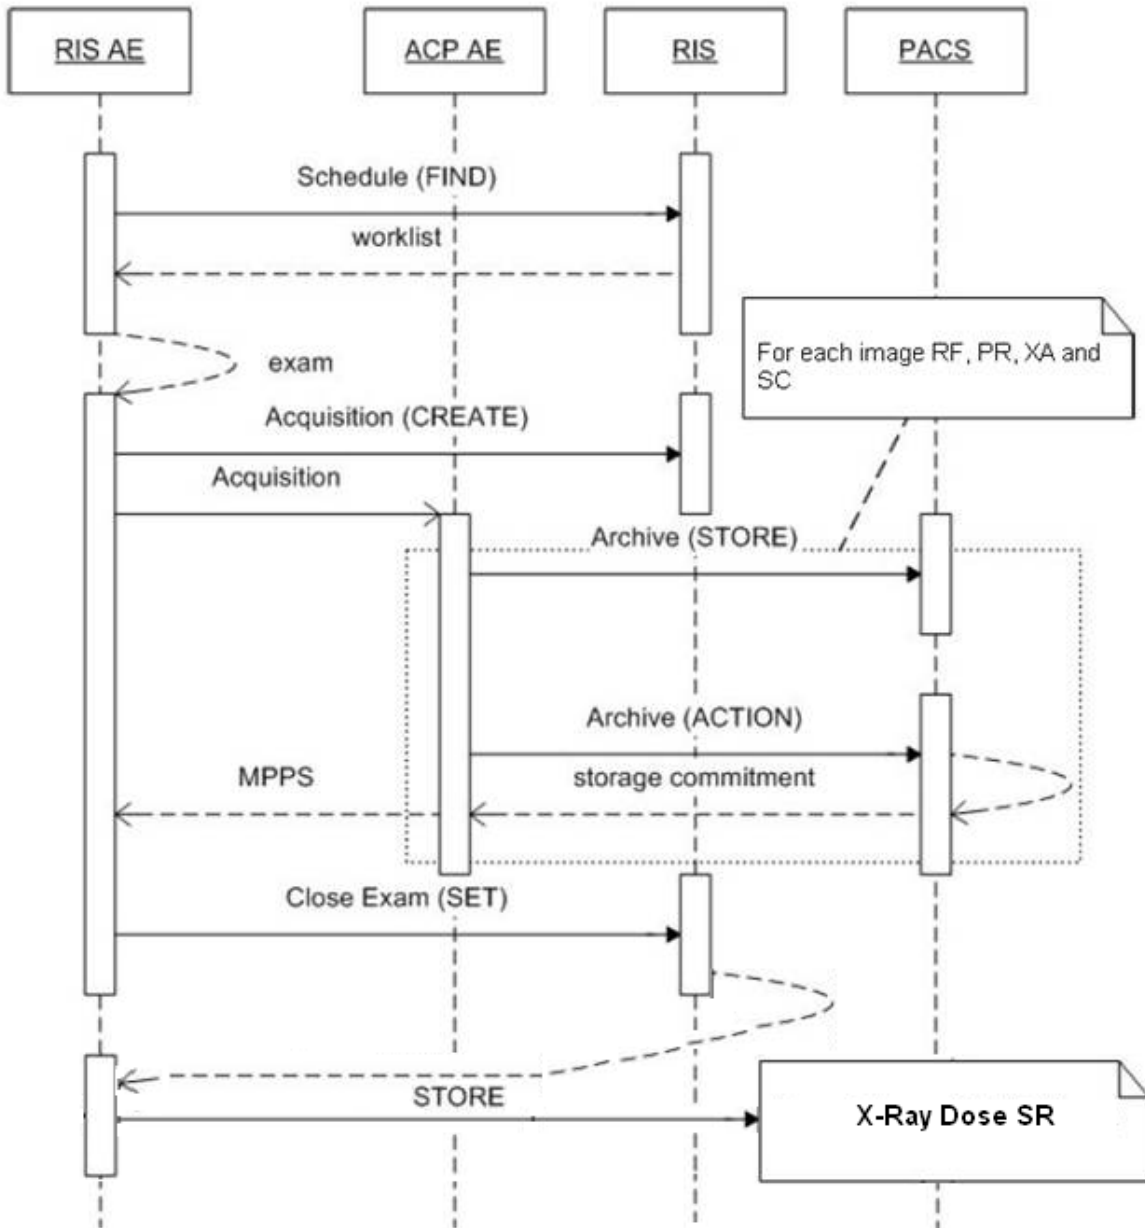 RIS AE
ACP AE
RIS
PACS
Schedule (FIND)
worklist
For each image RF, PR, XA and
SC
exam
Acquisition (CREATE)
Acquisition
Archive (STORE)
Archive (ACTION)
MPPS
storage commitment
Close Exam (SET)
STORE
X-Ray Dose SR